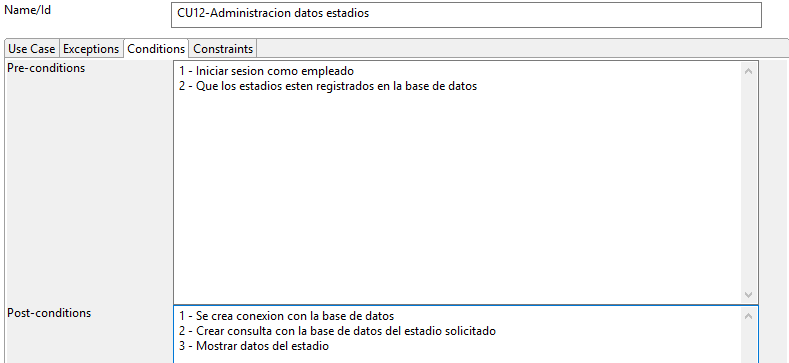 Name/Id
CU12-Administracion datos estadios
Use Case Exceptions Conditions Constraints
Pre-conditions
1 - Iniciar sesion como empleado
2 - Que los estadios esten registrados en la base de datos
Post-conditions
1 - Se crea conexion con la base de datos
2 - Crear consulta con la base de datos del estadio solicitado
3 - Mostrar datos del estadio